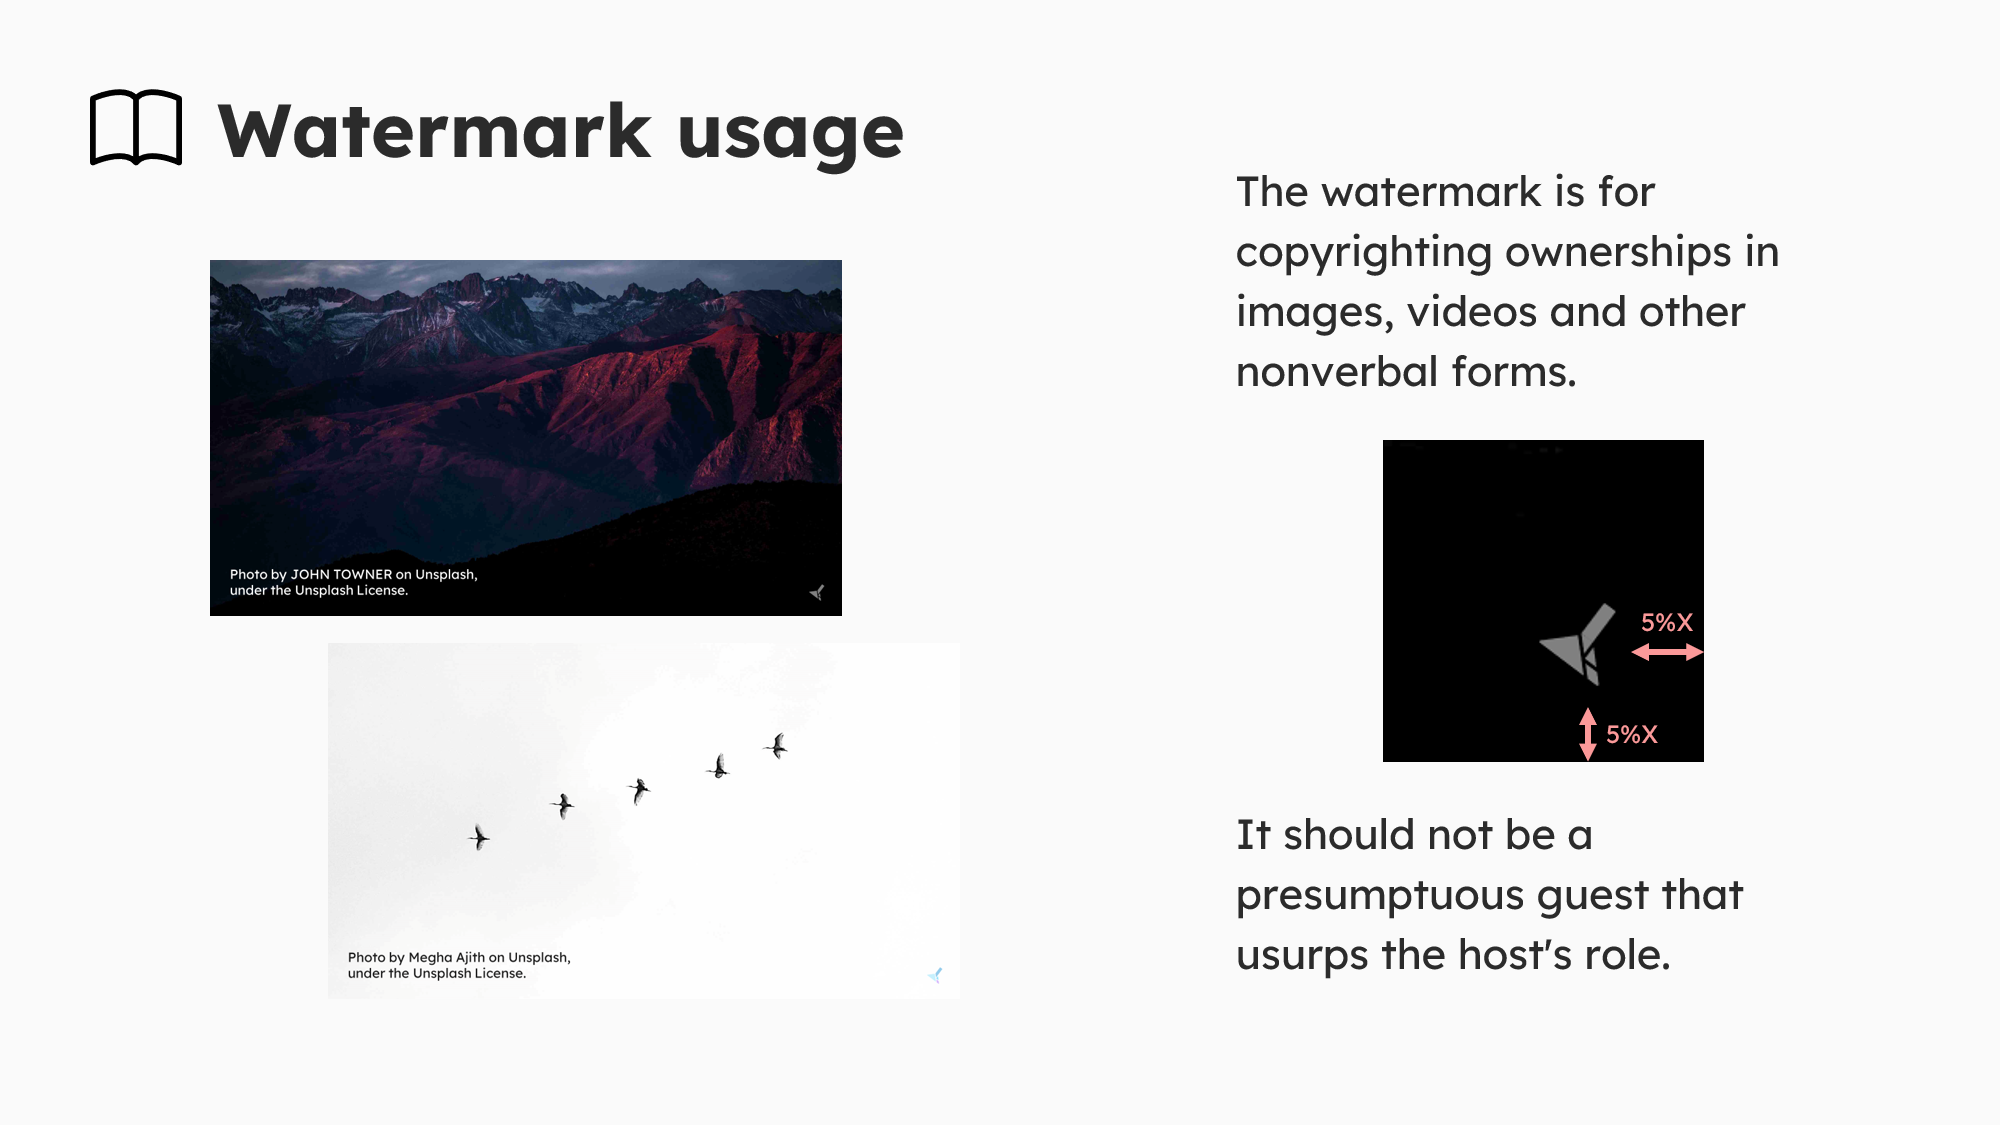 Watermark usage
Photo by JOHN TOWNER on Unsplash,
under the Unsplash License.
Photo by Megha Ajith on Unsplash,
under the Unsplash License.
The watermark is for
copyrighting ownerships in
images, videos and other
nonverbal forms.
5%X
5%X
It should not be a
presumptuous guest that
usurps the host's role.